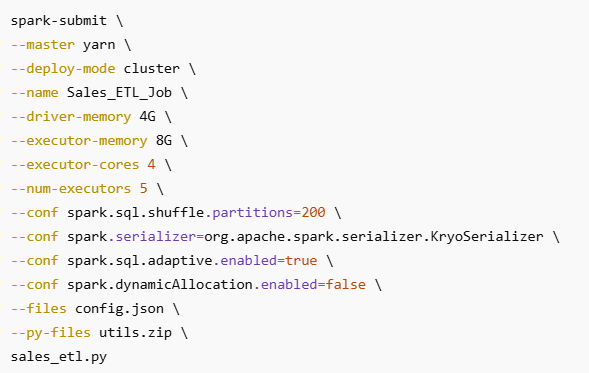 spark-submit \
--master yarn \
--deploy-mode cluster \
--name Sales_ETL_Job \
--driver-memory 4G \
--executor-memory 8G \
--executor-cores 4 \
--num-executors 5 \
--conf spark.sql.shuffle.partitions=200 \
--conf spark.serializer=org.apache.spark.serializer.KryoSerializer \
--conf spark.sql.adaptive.enabled=true \
--conf spark.dynamicAllocation.enabled=false \
--files config.json \
--py-files utils.zip \
sales_etl.py